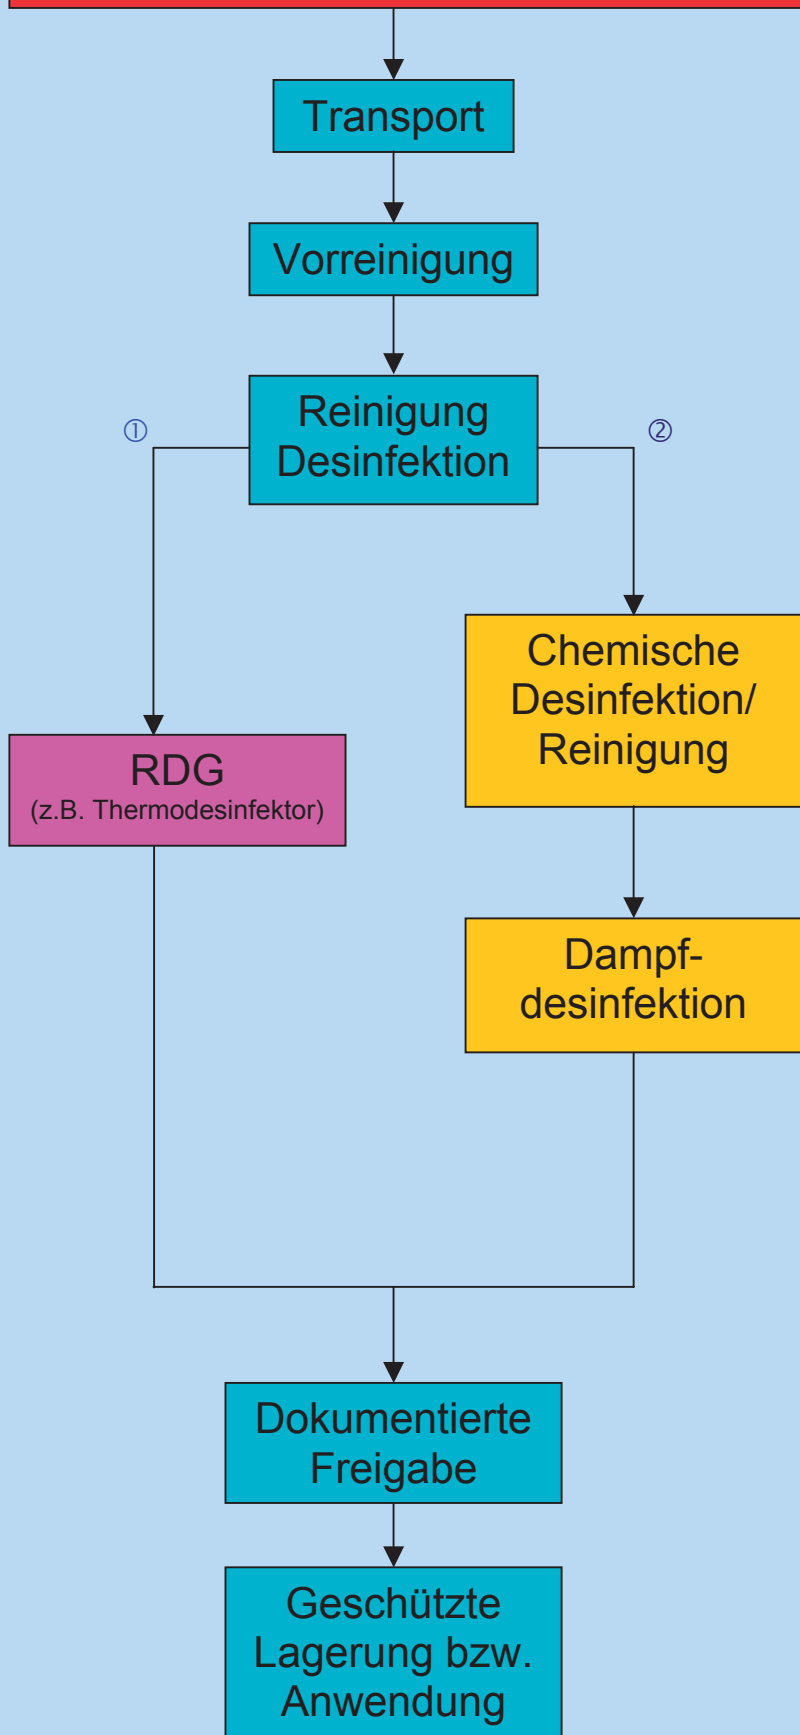 Transport
Vorreinigung
Reinigung
Desinfektion
①
②
Chemische
Desinfektion/
Reinigung
RDG
(z.B. Thermodesinfektor)
Dampf-
desinfektion
Dokumentierte
Freigabe
Geschützte
Lagerung bzw.
Anwendung